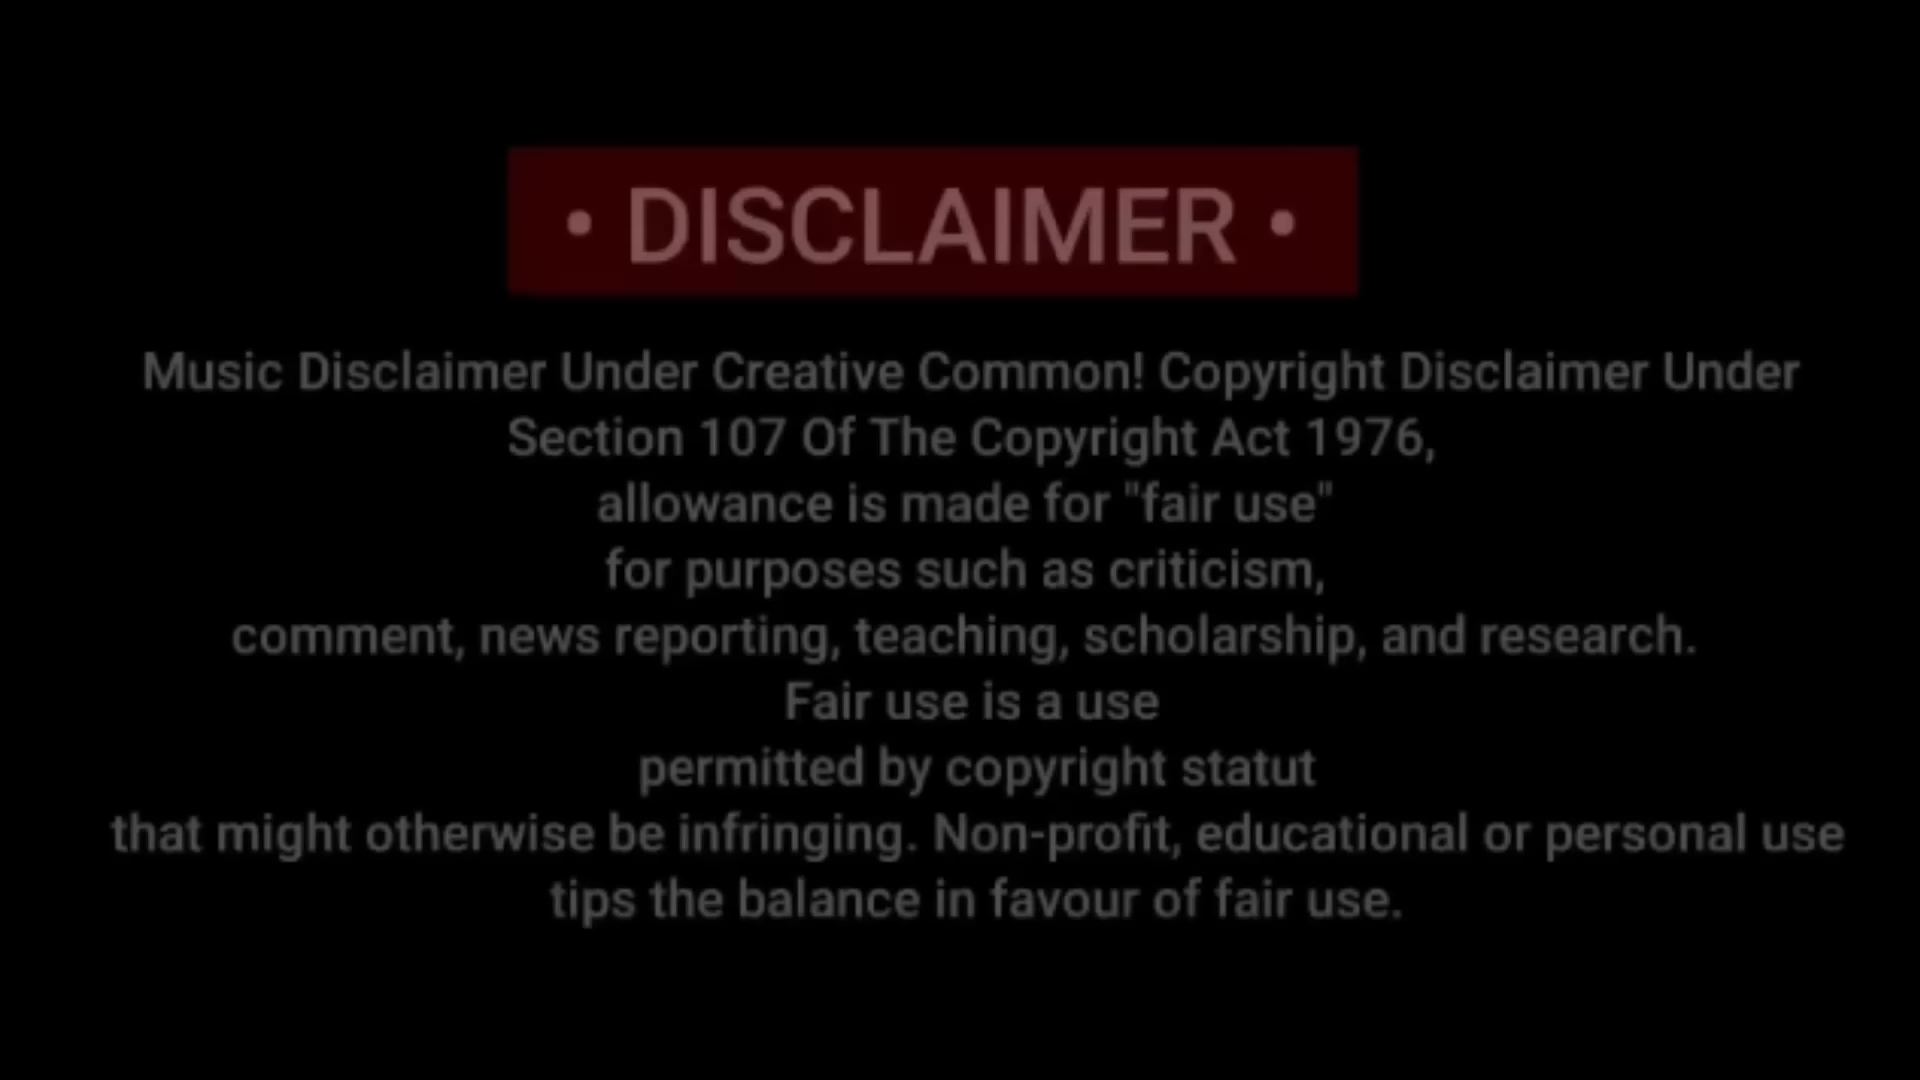 • DISCLAIMER •
Music Disclaimer Under Creative Common! Copyright Disclaimer Under
Section 107 Of The Copyright Act 1976,
allowance is made for "fair use"
for purposes such as criticism,
comment, news reporting, teaching, scholarship, and research.
Fair use is a use
permitted by copyright statut
that might otherwise be infringing. Non-profit, educational or personal use
tips the balance in favour of fair use.